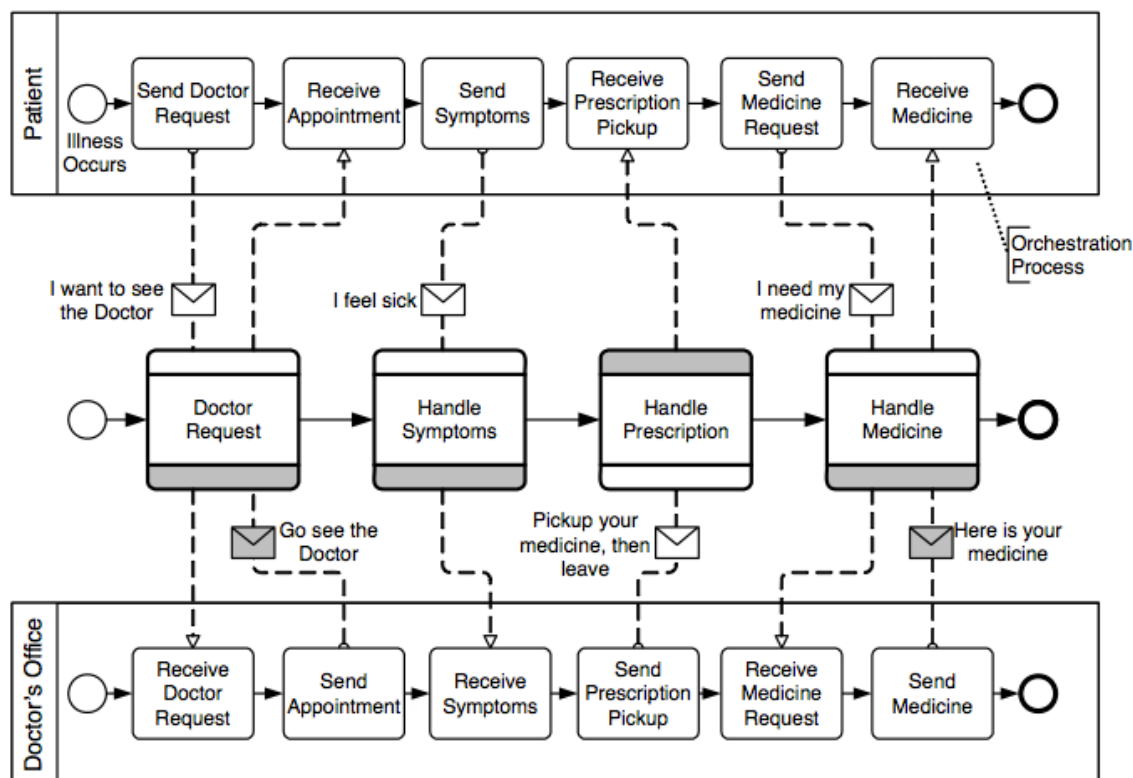 Patient
Illness
Occurs
Send Doctor
Request
Receive
Appointment
Send
Symptoms
Receive
Prescription
Pickup
Send
Medicine
Request
Receive
Medicine
Orchestration
Process
I want to see
the Doctor
I feel sick
I need my
medicine
Doctor
Request
Handle
Symptoms
Handle
Prescription
Handle
Medicine
Go see the
Doctor
Pickup your
medicine, then
leave
Here is your
medicine
Doctor's Office
Receive
Doctor
Request
Send
Appointment
Receive
Symptoms
Send
Prescription
Pickup
Receive
Medicine
Request
Send
Medicine